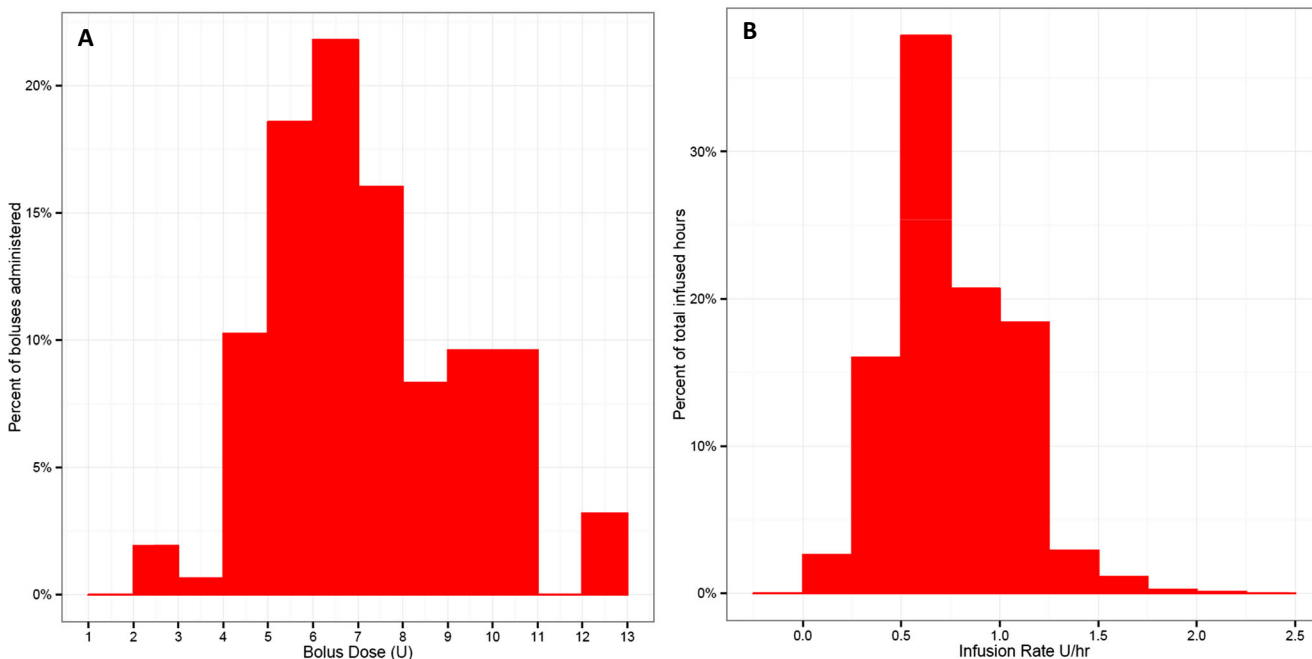 A
Percent of boluses administered
20%
15%
10%
5%
0%
1 2 3 4 5 6 7 8 9 10 11 12 13
Bolus Dose (U)
B
Percent of total infused hours
30%
20%
10%
0%
0.0 0.5 1.0 1.5 2.0 2.5
Infusion Rate U/hr